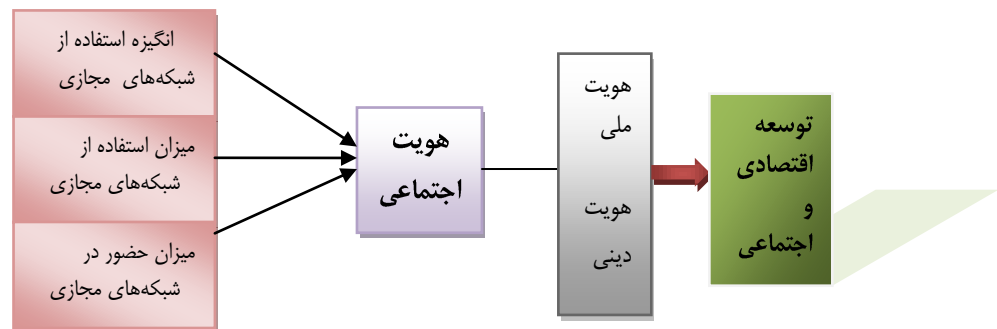 انگیزه استفاده از
شبکه‌های مجازی
میزان استفاده از
شبکه‌های مجازی
میزان حضور در
شبکه‌های مجازی
هویت
اجتماعی
هویت
ملی
هویت
دینی
توسعه
اقتصادی
و
اجتماعی